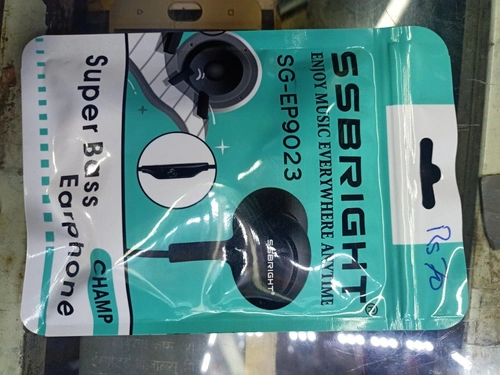 SSBRIGHT®
ENJOY MUSIC EVERYWHERE ANYTIME
SG-EP9023
SSBRIGHT
CHAMP
Super Bass
Earphone
Rs 70